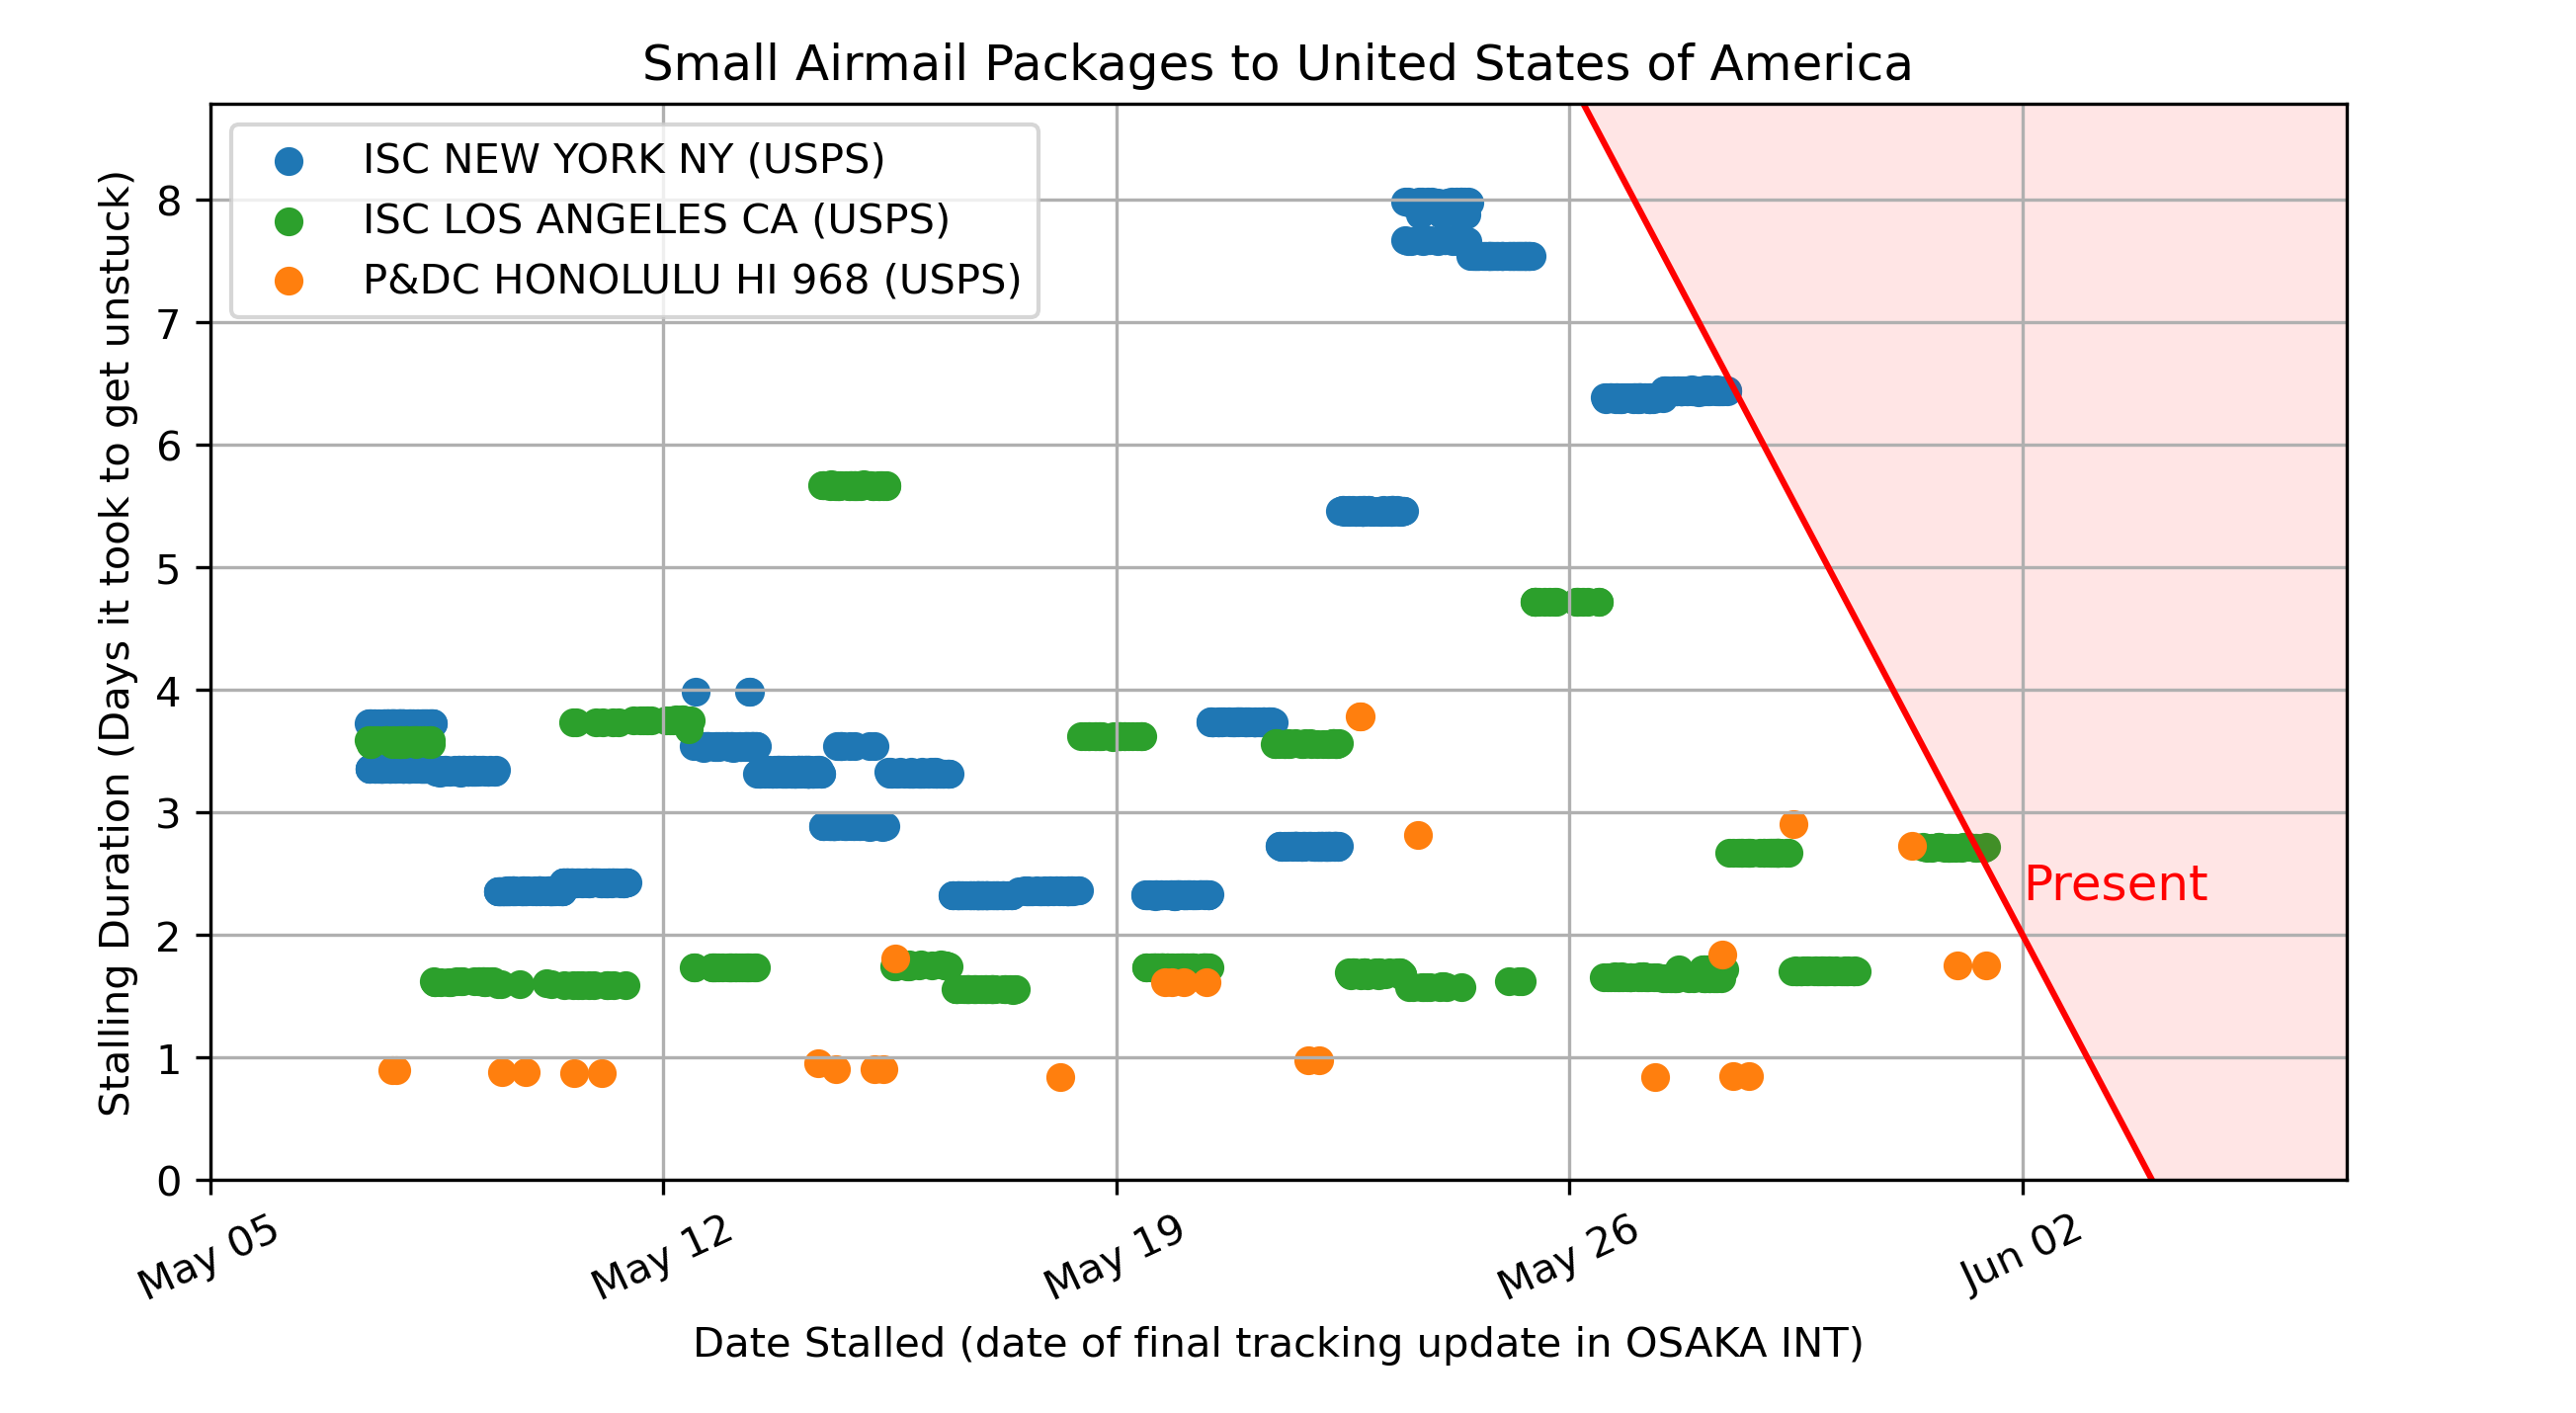 Small Airmail Packages to United States of America
ISC NEW YORK NY (USPS)
ISC LOS ANGELES CA (USPS)
P&DC HONOLULU HI 968 (USPS)
Stalling Duration (Days it took to get unstuck)
8
7
6
5
4
3
2
1
0
Present
May 05
May 12
May 19
May 26
Jun 02
Date Stalled (date of final tracking update in OSAKA INT)